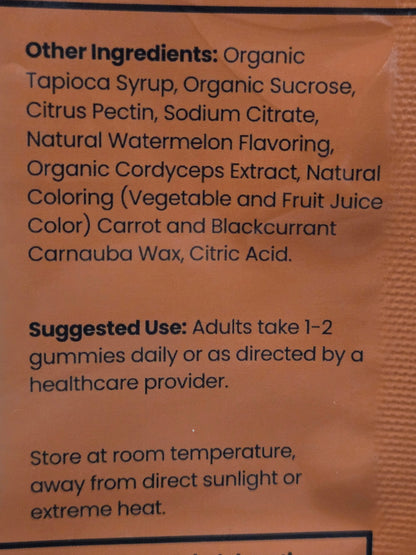 Other Ingredients: Organic
Tapioca Syrup, Organic Sucrose,
Citrus Pectin, Sodium Citrate,
Natural Watermelon Flavoring,
Organic Cordyceps Extract, Natural
Coloring (Vegetable and Fruit Juice
Color) Carrot and Blackcurrant
Carnauba Wax, Citric Acid.
Suggested Use: Adults take 1-2
gummies daily or as directed by a
healthcare provider.
Store at room temperature,
away from direct sunlight or
extreme heat.